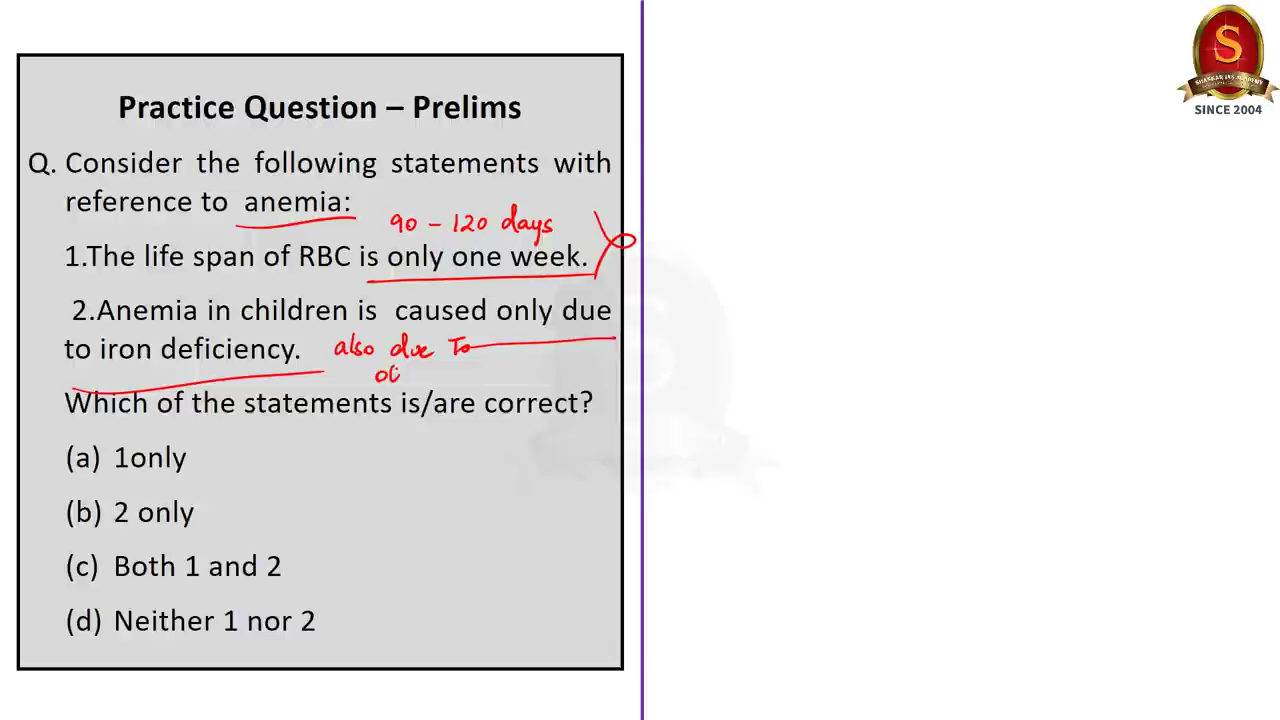 SHANKAR IAS ACADEMY
SINCE 2004
Practice Question – Prelims
Q. Consider the following statements with
reference to anemia:
90 - 120 days
1.The life span of RBC is only one week.
2.Anemia in children is caused only due
to iron deficiency. also due to
Which of the statements is/are correct?
(a) 1only
(b) 2 only
(c) Both 1 and 2
(d) Neither 1 nor 2